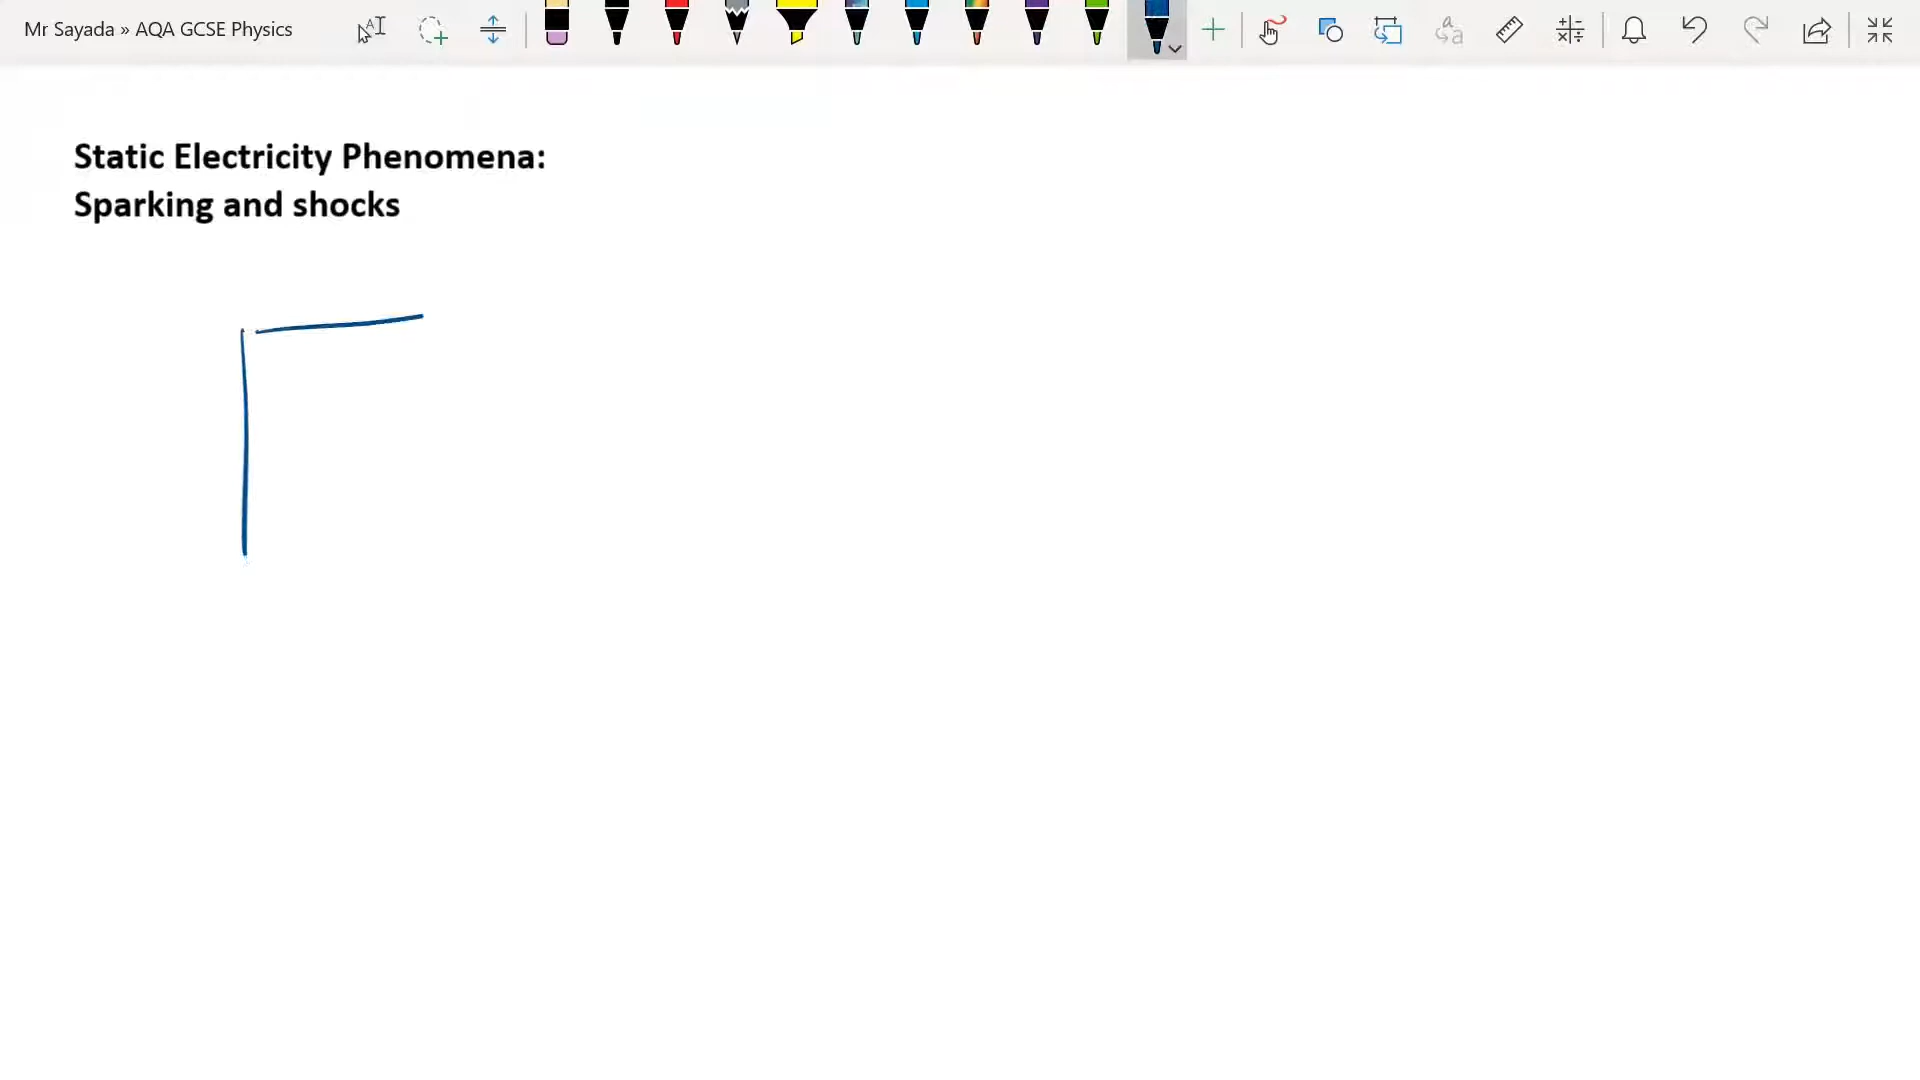 Mr Sayada » AQA GCSE Physics
Static Electricity Phenomena:
Sparking and shocks